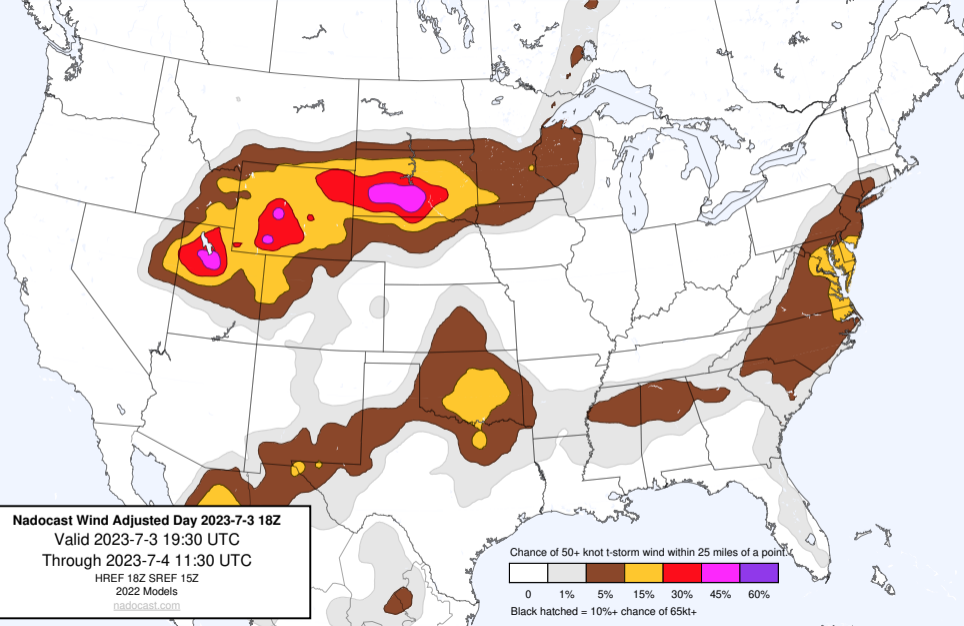 Nadocast Wind Adjusted Day 2023-7-3 18Z
Valid 2023-7-3 19:30 UTC
Through 2023-7-4 11:30 UTC
HREF 18Z SREF 15Z
2022 Models
nadocast.com
Chance of 50+ knot t-storm wind within 25 miles of a point.
0 1% 5% 15% 30% 45% 60%
Black hatched = 10%+ chance of 65kt+